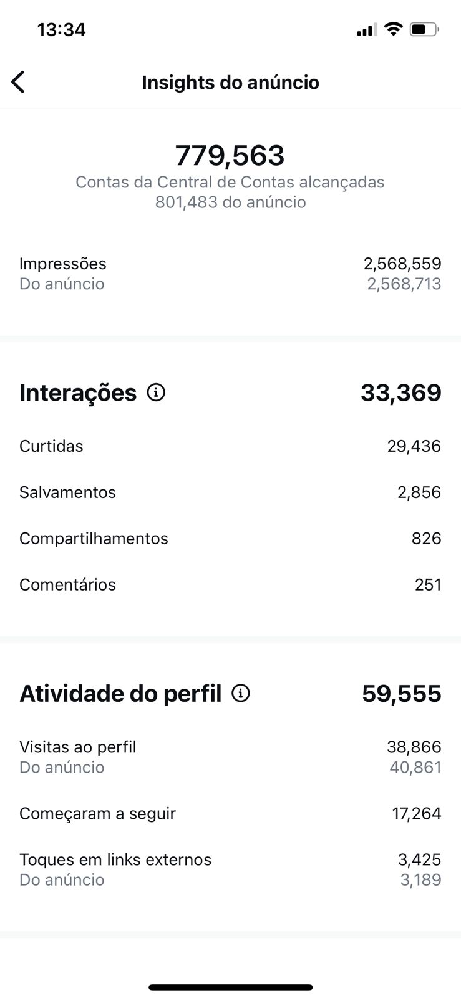 13:34
Insights do anúncio
779,563
Contas da Central de Contas alcançadas
801,483 do anúncio
Impressões 2,568,559
Do anúncio 2,568,713
Interações 33,369
Curtidas 29,436
Salvamentos 2,856
Compartilhamentos 826
Comentários 251
Atividade do perfil 59,555
Visitas ao perfil 38,866
Do anúncio 40,861
Começaram a seguir 17,264
Toques em links externos 3,425
Do anúncio 3,189